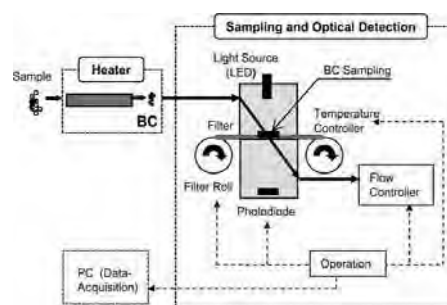 Sampling and Optical Detection
Heater
Light Source
(LED)
BC Sampling
Sample
BC
Filter
Temperature
Controller
Filter Roll
Photodiode
Flow
Controller
PC (Data-
Acquisition)
Operation